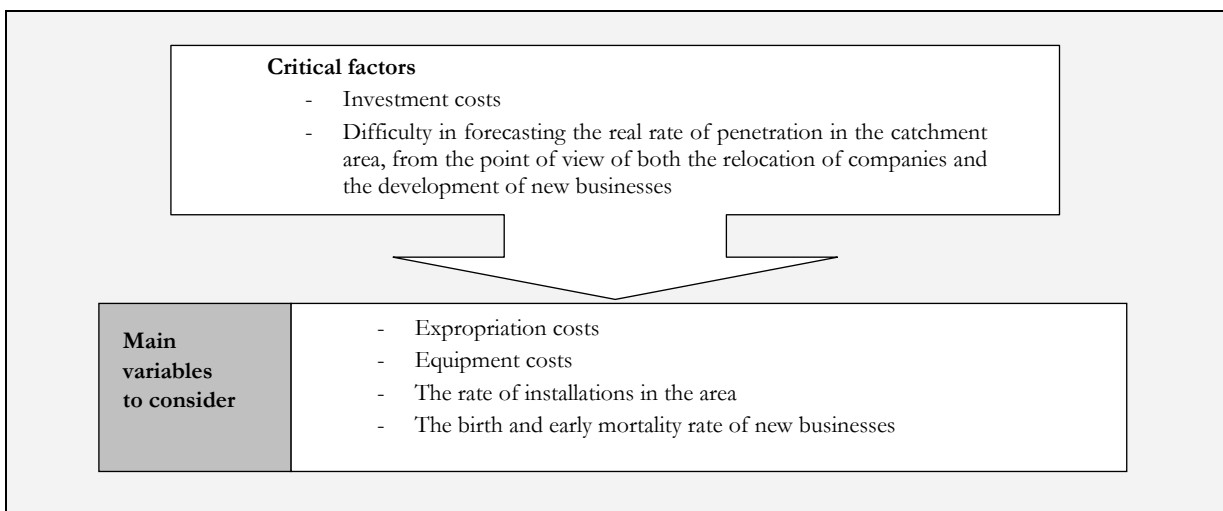 Critical factors
- Investment costs
- Difficulty in forecasting the real rate of penetration in the catchment
area, from the point of view of both the relocation of companies and
the development of new businesses
Main
variables
to consider
- Expropriation costs
- Equipment costs
- The rate of installations in the area
- The birth and early mortality rate of new businesses